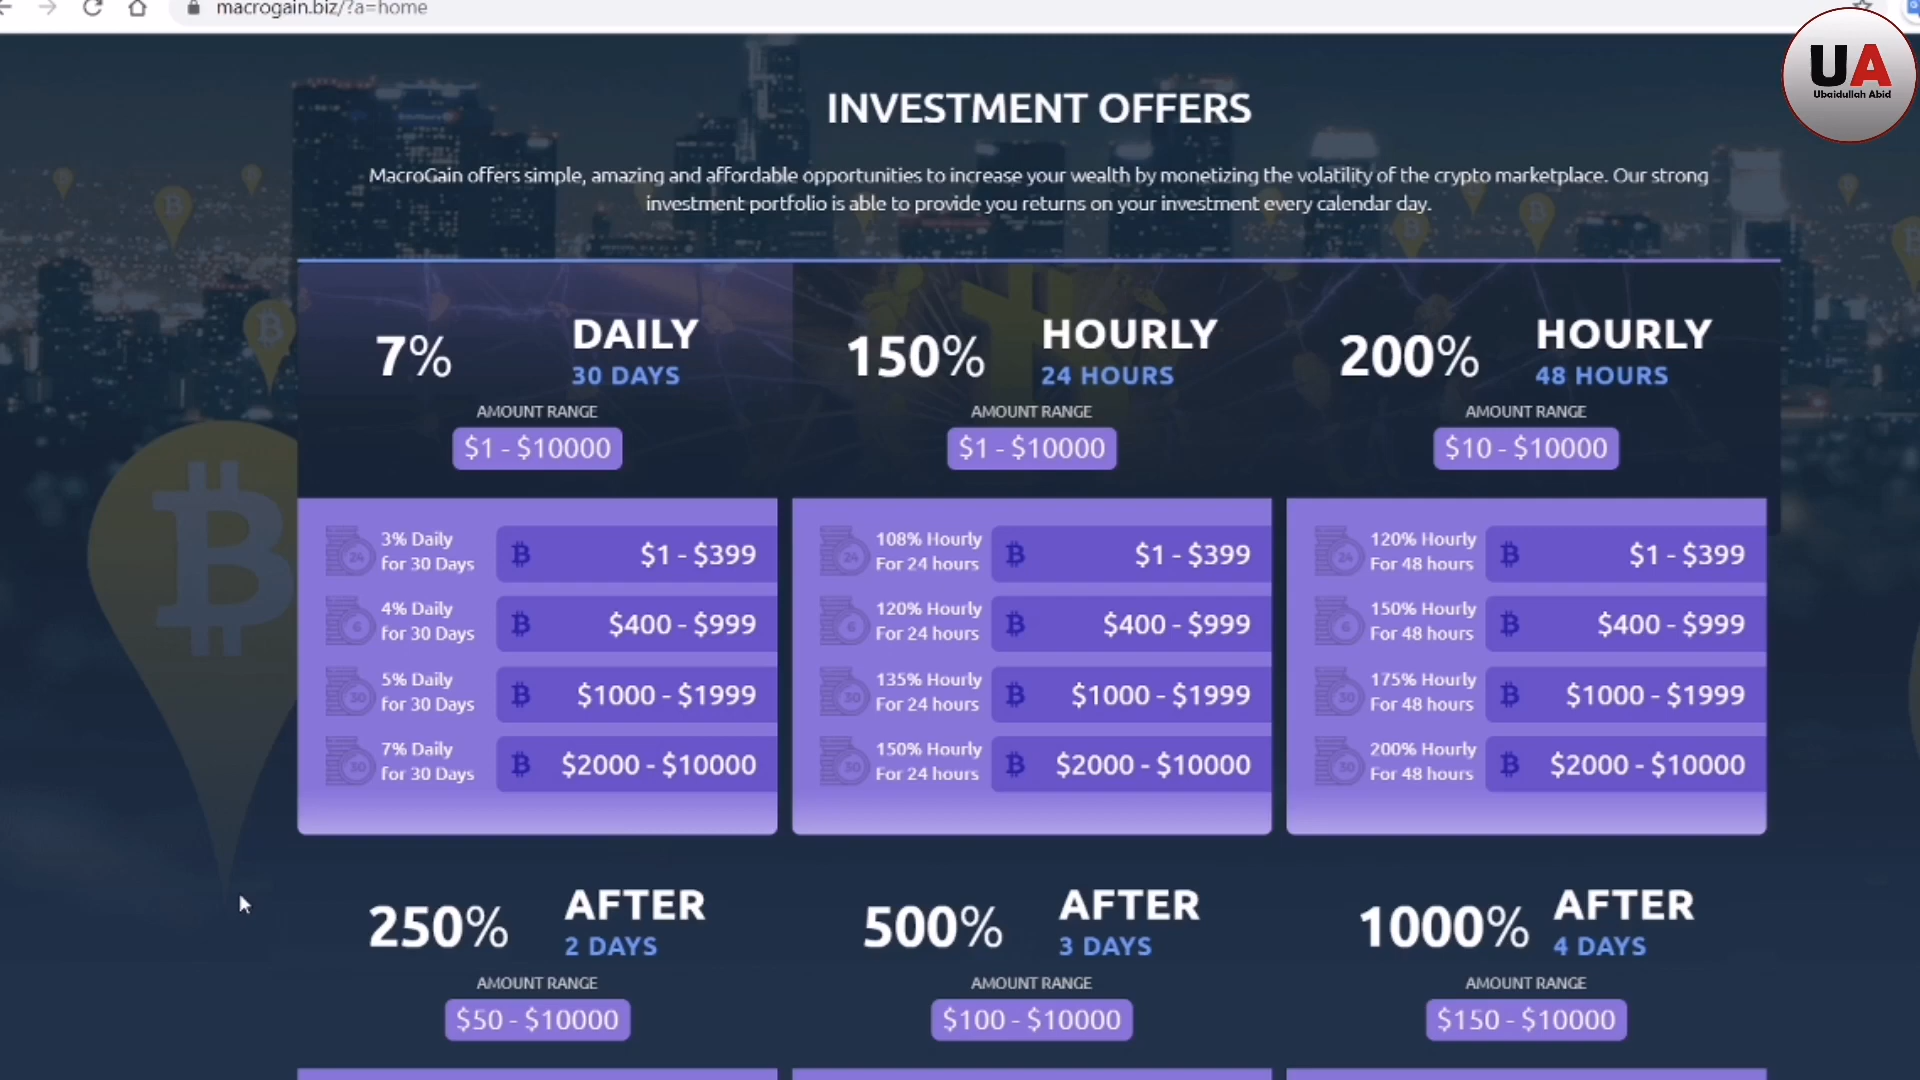 macrogain.biz/?a=home
UA
Ubaidullah Abid
INVESTMENT OFFERS
MacroGain offers simple, amazing and affordable opportunities to increase your wealth by monetizing the volatility of the crypto marketplace. Our strong
investment portfolio is able to provide you returns on your investment every calendar day.
7% DAILY
30 DAYS
AMOUNT RANGE
$1 - $10000
3% Daily
for 30 Days
$1 - $399
4% Daily
for 30 Days
$400 - $999
5% Daily
for 30 Days
$1000 - $1999
7% Daily
for 30 Days
$2000 - $10000
150% HOURLY
24 HOURS
AMOUNT RANGE
$1 - $10000
108% Hourly
For 24 hours
$1 - $399
120% Hourly
For 24 hours
$400 - $999
135% Hourly
For 24 hours
$1000 - $1999
150% Hourly
For 24 hours
$2000 - $10000
200% HOURLY
48 HOURS
AMOUNT RANGE
$10 - $10000
120% Hourly
For 48 hours
$1 - $399
150% Hourly
For 48 hours
$400 - $999
175% Hourly
For 48 hours
$1000 - $1999
200% Hourly
For 48 hours
$2000 - $10000
250% AFTER
2 DAYS
AMOUNT RANGE
$50 - $10000
500% AFTER
3 DAYS
AMOUNT RANGE
$100 - $10000
1000% AFTER
4 DAYS
AMOUNT RANGE
$150 - $10000